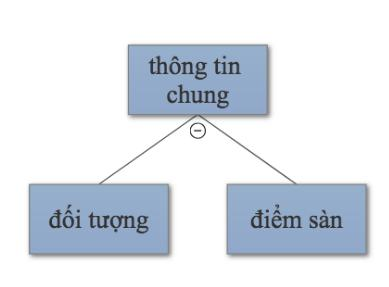 thông tin
chung
đối tượng
điểm sàn